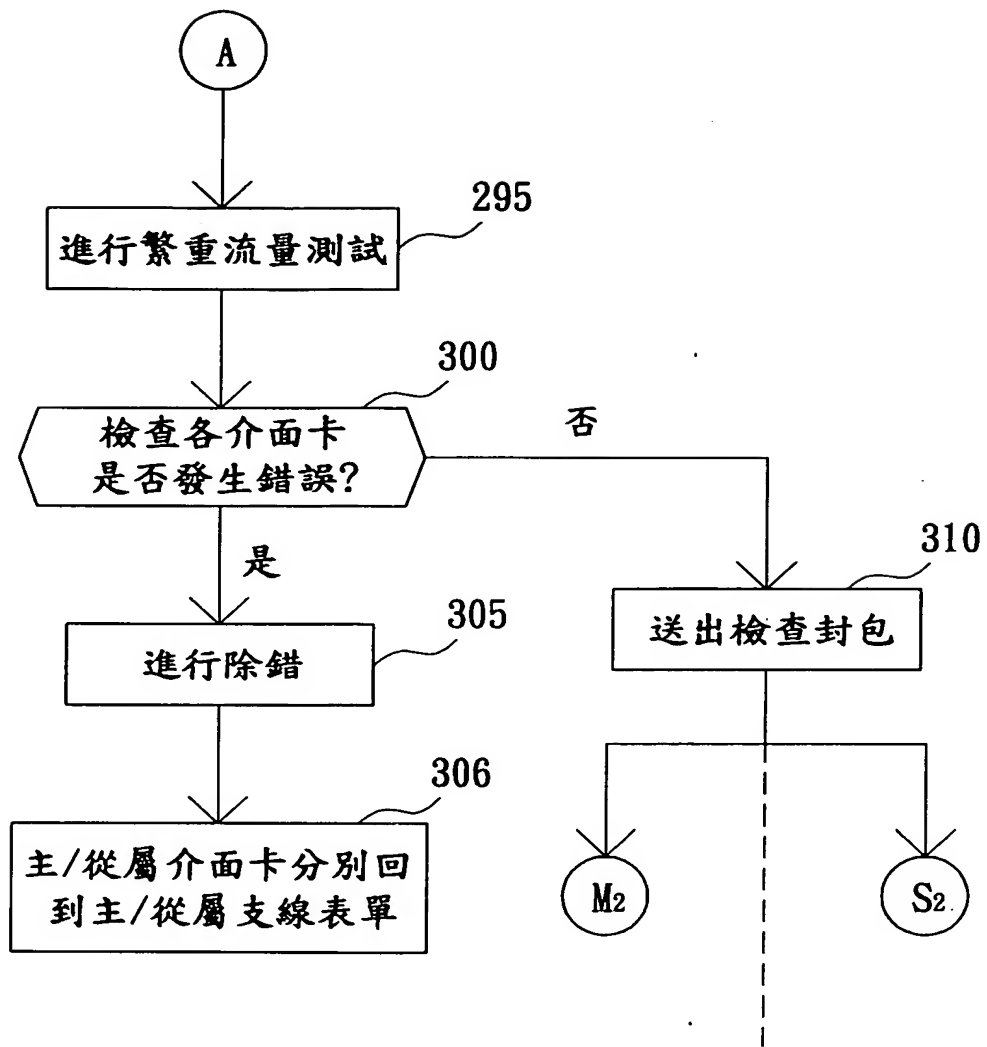 A
295
進行繁重流量測試
300
檢查各介面卡
是否發生錯誤?
否
是
310
送出檢查封包
305
進行除錯
306
主/從屬介面卡分別回
到主/從屬支線表單
M2
S2